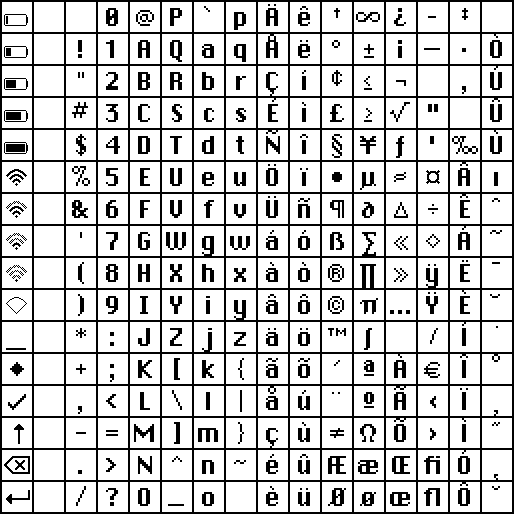 0 @ P ` p Ä ê † ∞ ¿ – ‡
! 1 A Q a q Å ë ° ± ¡ — · Ò
" 2 B R b r Ç í ¢ ≤ ¬ ‚ Ú
# 3 C S c s É ì £ ≥ √ " Û
$ 4 D T d t Ñ î § ¥ ƒ ' ‰ Ù
% 5 E U e u Ö ï • µ ≈ ¤ Â ı
& 6 F V f v Ü ñ ¶ ∂ ∆ ÷ Ê ˆ
' 7 G W g w á ó ß ∑ « ◊ Á ˜
( 8 H X h x à ò ® ∏ » ÿ Ë ¯
) 9 I Y i y â ô © π … Ÿ È ˘
_ * : J Z j z ä ö ™ ∫ / Í ˙
◆ + ; K [ k { ã õ ´ ª À € Î ˚
✓ , < L \ l | å ú ¨ º Ã ‹ Ï ¸
↑ - = M ] m } ç ù ≠ Ω Õ › Ì ˝
⌫ . > N ^ n ~ é û Æ æ Œ fi Ó ˛
↵ / ? O _ o è ü Ø ø œ fl Ô ˇ